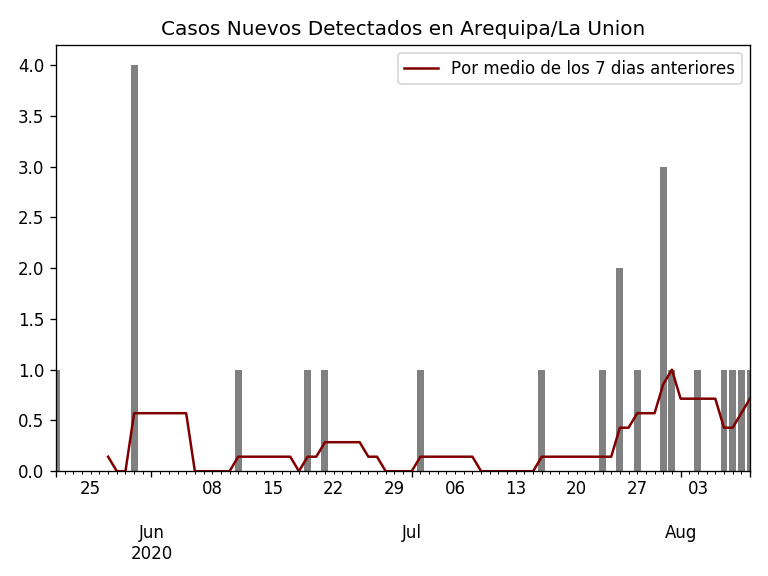 Casos Nuevos Detectados en Arequipa/La Union
Por medio de los 7 dias anteriores
4.0
3.5
3.0
2.5
2.0
1.5
1.0
0.5
0.0
25 08 15 22 29 06 13 20 27 03
Jun Jul Aug
2020